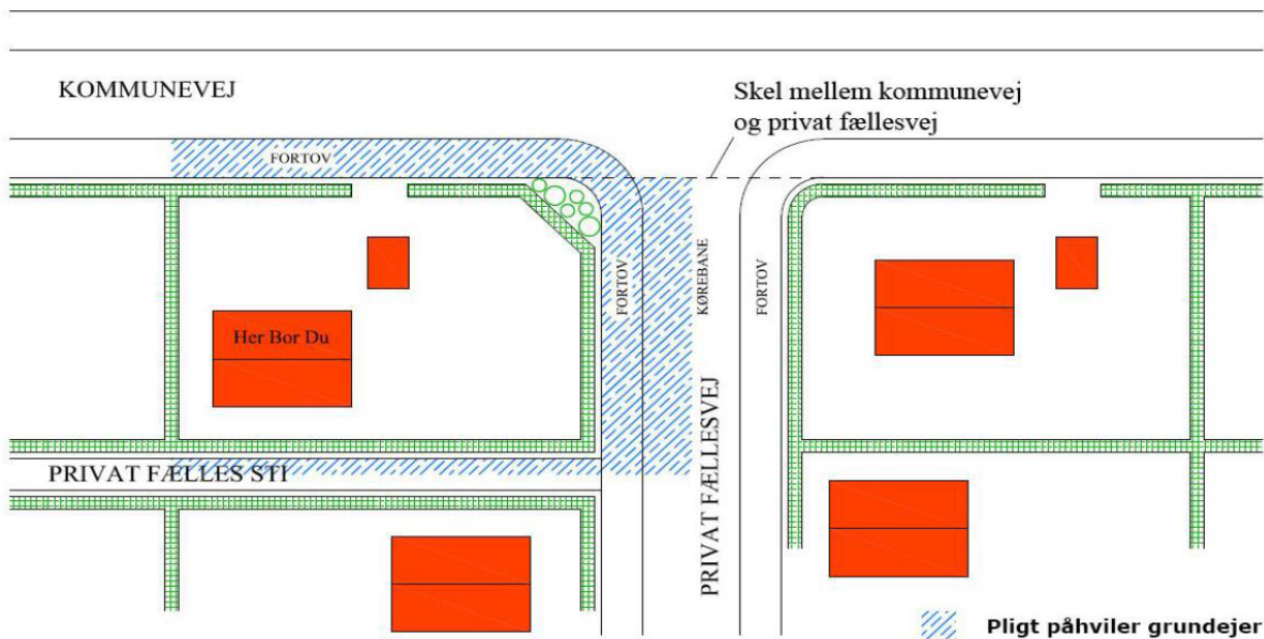 KOMMUNEVEJ
Skel mellem kommunevej
og privat fællesvej
FORTOV
FORTOV
KØREBANE
FORTOV
Her Bor Du
PRIVAT FÆLLESVEJ
PRIVAT FÆLLES STI
Pligt påhviler grundejer